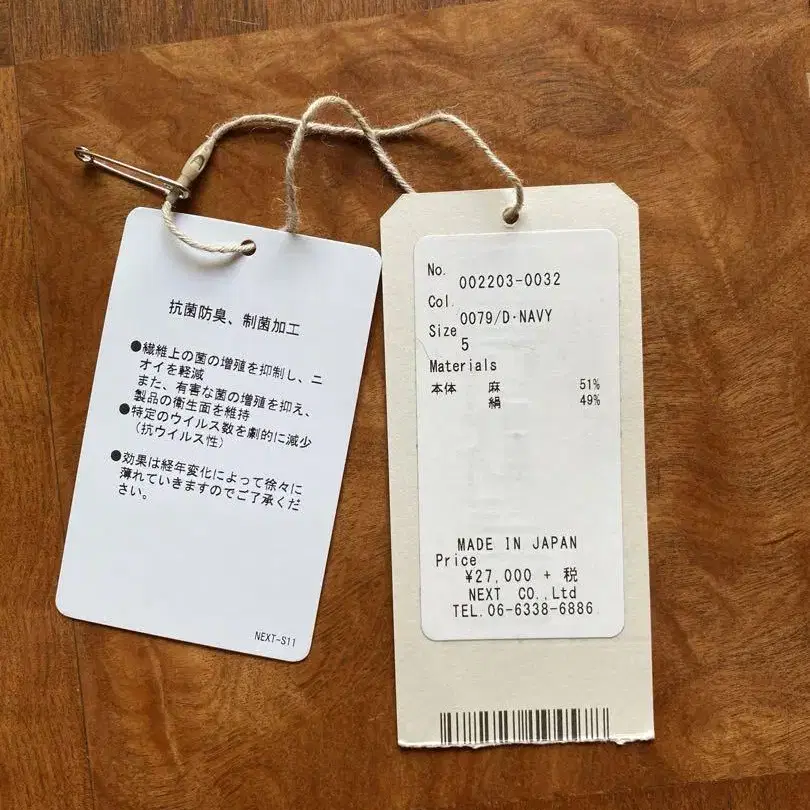 抗菌防臭、制菌加工
●繊維上の菌の増殖を抑制し、ニ
オイを軽減
また、有害な菌の増殖を抑え、
製品の衛生面を維持
●特定のウイルス数を劇的に減少
（抗ウイルス性）
●効果は経年変化によって徐々に
薄れていきますのでご了承くだ
さい。
NEXT-S11
No. 002203-0032
Col. 0079/D·NAVY
Size 5
Materials
本体 麻 51%
絹 49%
MADE IN JAPAN
Price
¥27,000 + 税
NEXT CO.,Ltd
TEL.06-6338-6886